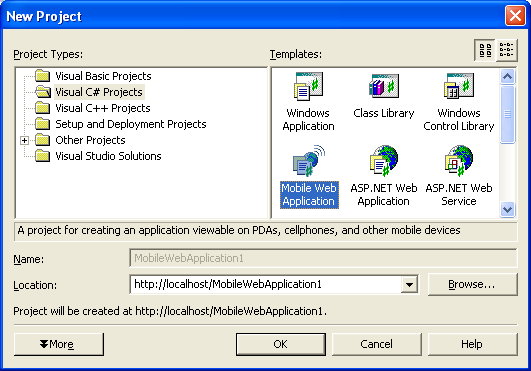 New Project
Project Types:
Templates:
Visual Basic Projects
Visual C# Projects
Visual C++ Projects
Setup and Deployment Projects
Other Projects
Visual Studio Solutions
Windows Application
Class Library
Windows Control Library
Mobile Web Application
ASP.NET Web Application
ASP.NET Web Service
A project for creating an application viewable on PDAs, cellphones, and other mobile devices
Name:
MobileWebApplication1
Location:
http://localhost/MobileWebApplication1
Browse...
Project will be created at http://localhost/MobileWebApplication1.
More
OK
Cancel
Help